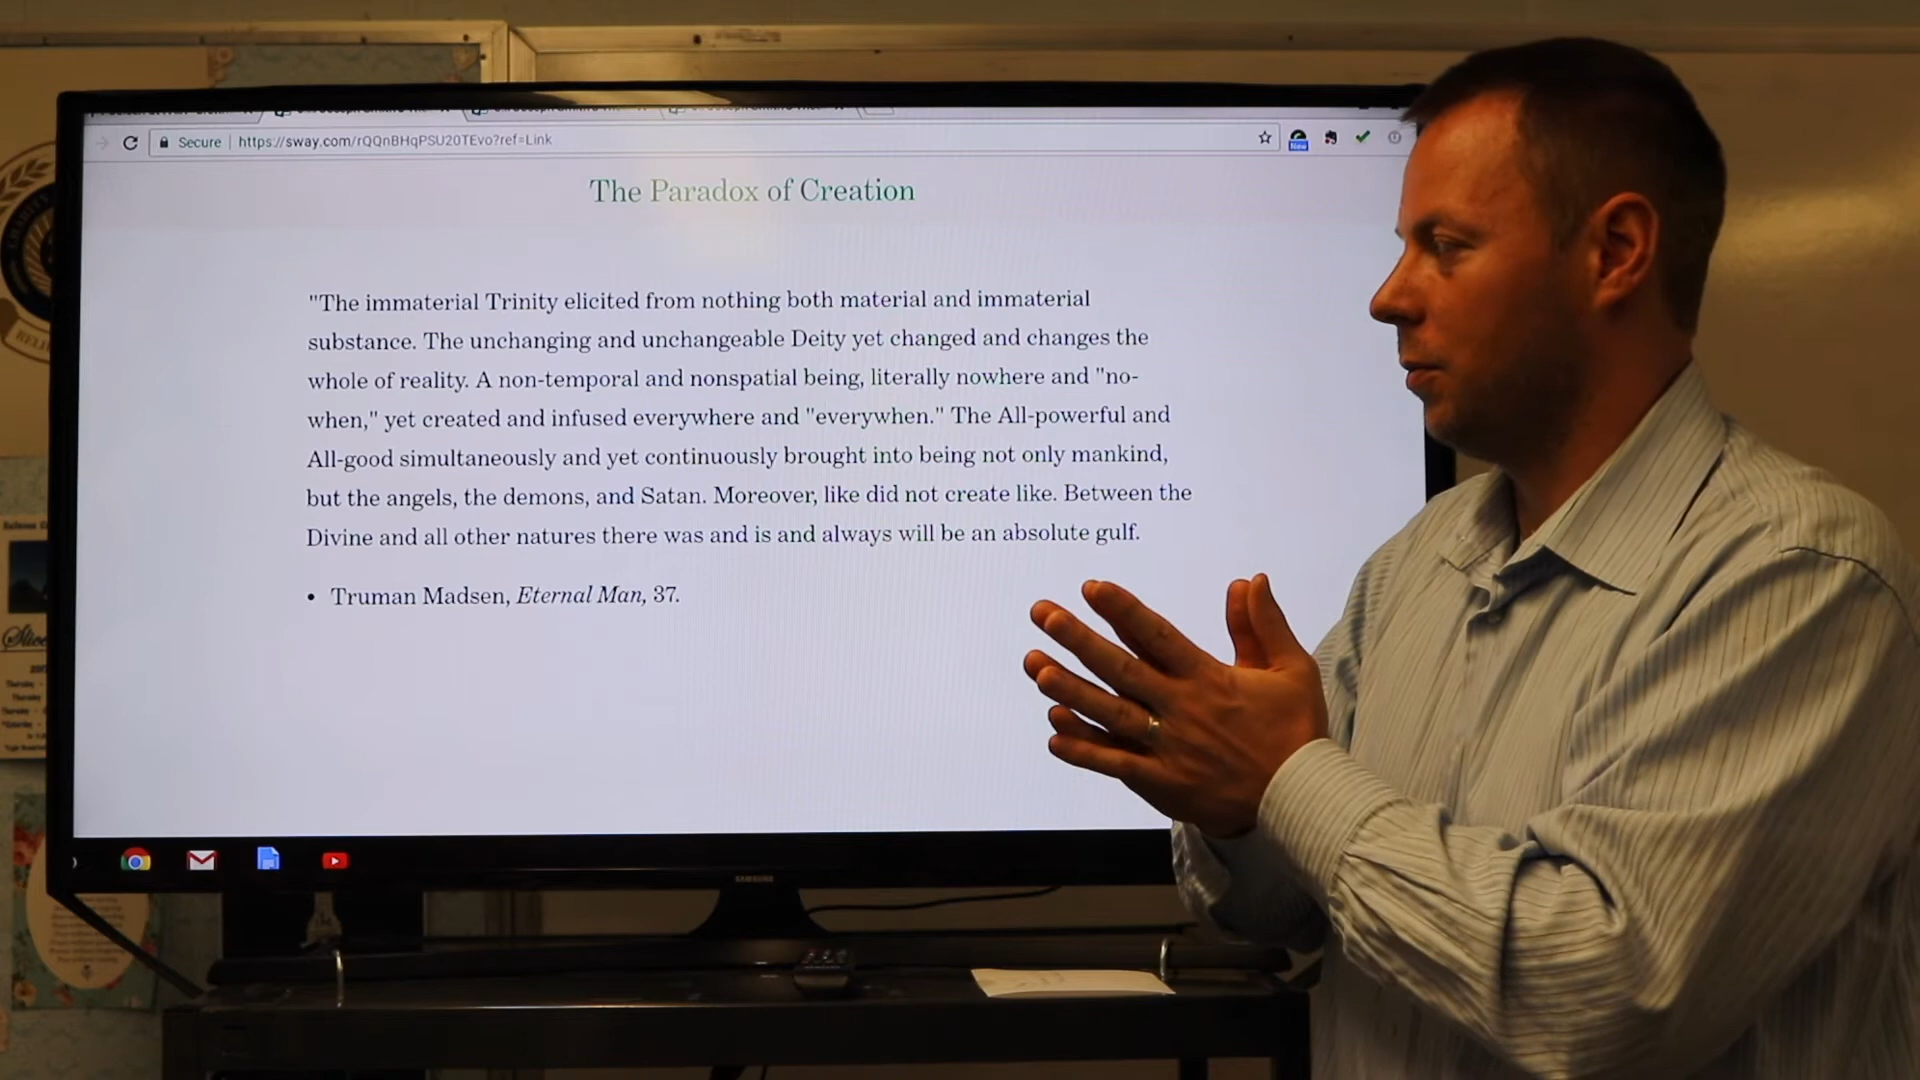 Secure
https://sway.com/rQQnBHqPSU20TEvo?ref=Link
New
The Paradox of Creation
"The immaterial Trinity elicited from nothing both material and immaterial
substance. The unchanging and unchangeable Deity yet changed and changes the
whole of reality. A non-temporal and nonspatial being, literally nowhere and "no-
when," yet created and infused everywhere and "everywhen." The All-powerful and
All-good simultaneously and yet continuously brought into being not only mankind,
but the angels, the demons, and Satan. Moreover, like did not create like. Between the
Divine and all other natures there was and is and always will be an absolute gulf.
• Truman Madsen, Eternal Man, 37.
SAMSUNG